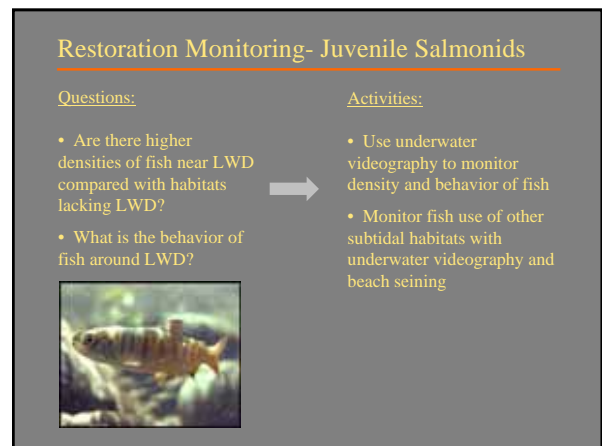 Restoration Monitoring- Juvenile Salmonids
Questions:
• Are there higher
densities of fish near LWD
compared with habitats
lacking LWD?
• What is the behavior of
fish around LWD?
Activities:
• Use underwater
videography to monitor
density and behavior of fish
• Monitor fish use of other
subtidal habitats with
underwater videography and
beach seining